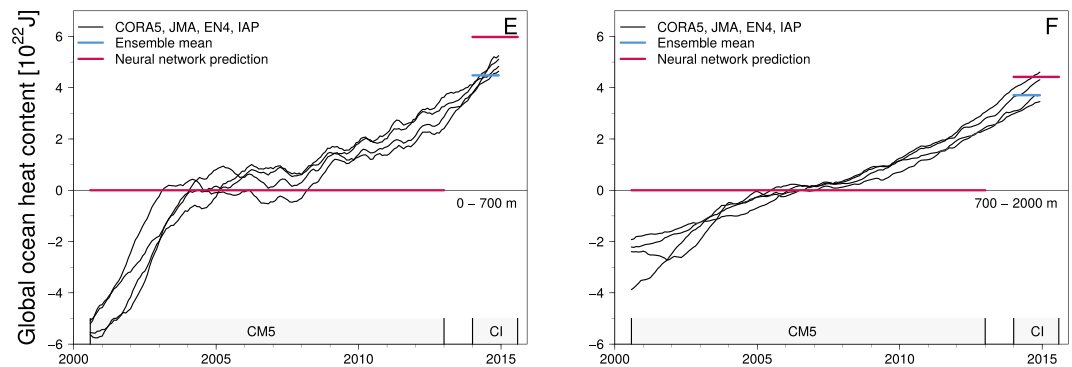 Global ocean heat content [10²²J]
E
CORA5, JMA, EN4, IAP
Ensemble mean
Neural network prediction
6
4
2
0
−2
−4
−6
0 – 700 m
CM5
CI
2000
2005
2010
2015
F
CORA5, JMA, EN4, IAP
Ensemble mean
Neural network prediction
6
4
2
0
−2
−4
−6
700 – 2000 m
CM5
CI
2000
2005
2010
2015